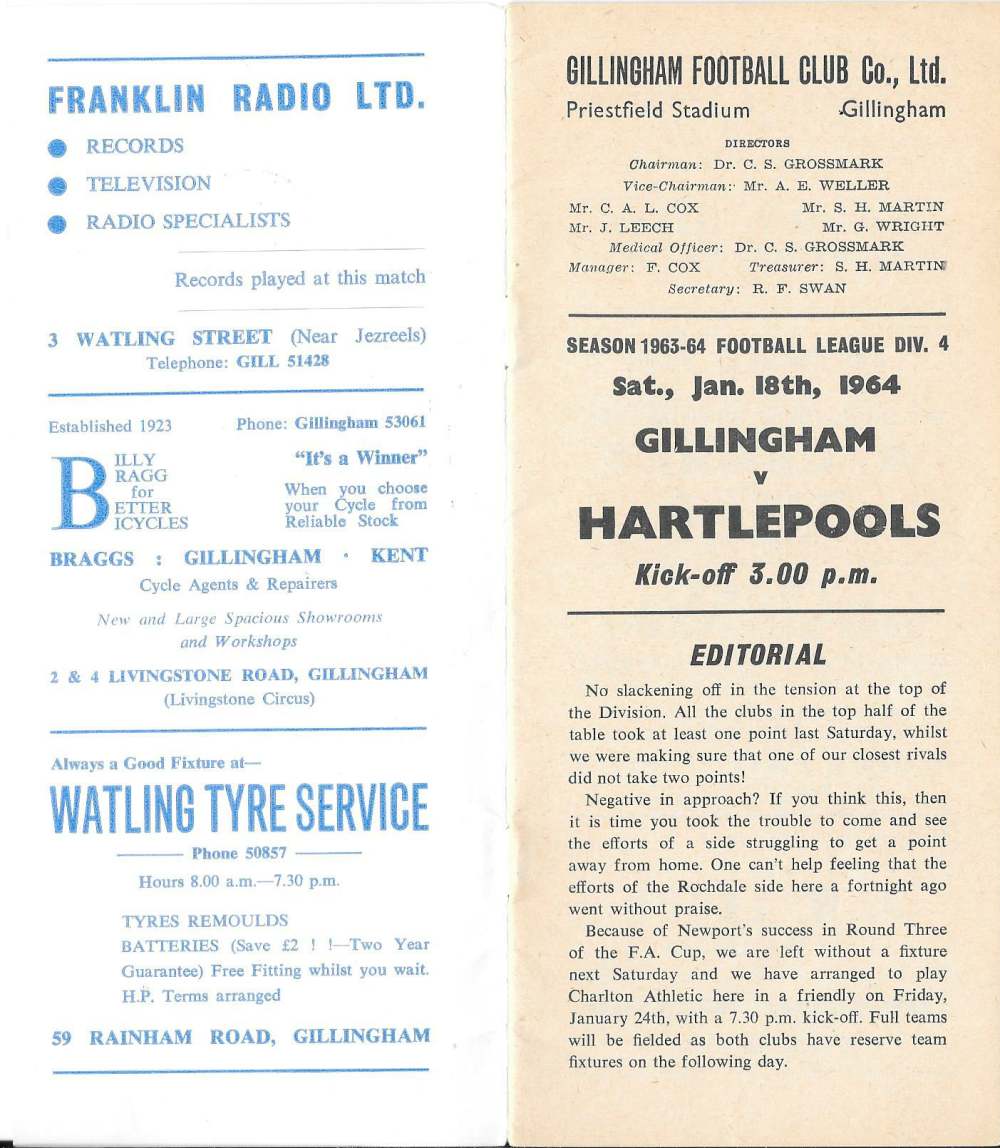 FRANKLIN RADIO LTD.
● RECORDS
● TELEVISION
● RADIO SPECIALISTS
Records played at this match
3 WATLING STREET (Near Jezreels)
Telephone: GILL 51428
Established 1923 Phone: Gillingham 53061
BILLY
BRAGG
for
BETTER
BICYCLES
"It's a Winner"
When you choose
your Cycle from
Reliable Stock
BRAGGS : GILLINGHAM · KENT
Cycle Agents & Repairers
New and Large Spacious Showrooms
and Workshops
2 & 4 LIVINGSTONE ROAD, GILLINGHAM
(Livingstone Circus)
Always a Good Fixture at—
WATLING TYRE SERVICE
Phone 50857
Hours 8.00 a.m.—7.30 p.m.
TYRES REMOULDS
BATTERIES (Save £2 ! !—Two Year
Guarantee) Free Fitting whilst you wait.
H.P. Terms arranged
59 RAINHAM ROAD, GILLINGHAM
GILLINGHAM FOOTBALL CLUB Co., Ltd.
Priestfield Stadium Gillingham
DIRECTORS
Chairman: Dr. C. S. GROSSMARK
Vice-Chairman: Mr. A. E. WELLER
Mr. C. A. L. COX Mr. S. H. MARTIN
Mr. J. LEECH Mr. G. WRIGHT
Medical Officer: Dr. C. S. GROSSMARK
Manager: F. COX Treasurer: S. H. MARTIN
Secretary: R. F. SWAN
SEASON 1963-64 FOOTBALL LEAGUE DIV. 4
Sat., Jan. 18th, 1964
GILLINGHAM
v
HARTLEPOOLS
Kick-off 3.00 p.m.
EDITORIAL
No slackening off in the tension at the top of
the Division. All the clubs in the top half of the
table took at least one point last Saturday, whilst
we were making sure that one of our closest rivals
did not take two points!
Negative in approach? If you think this, then
it is time you took the trouble to come and see
the efforts of a side struggling to get a point
away from home. One can't help feeling that the
efforts of the Rochdale side here a fortnight ago
went without praise.
Because of Newport's success in Round Three
of the F.A. Cup, we are left without a fixture
next Saturday and we have arranged to play
Charlton Athletic here in a friendly on Friday,
January 24th, with a 7.30 p.m. kick-off. Full teams
will be fielded as both clubs have reserve team
fixtures on the following day.